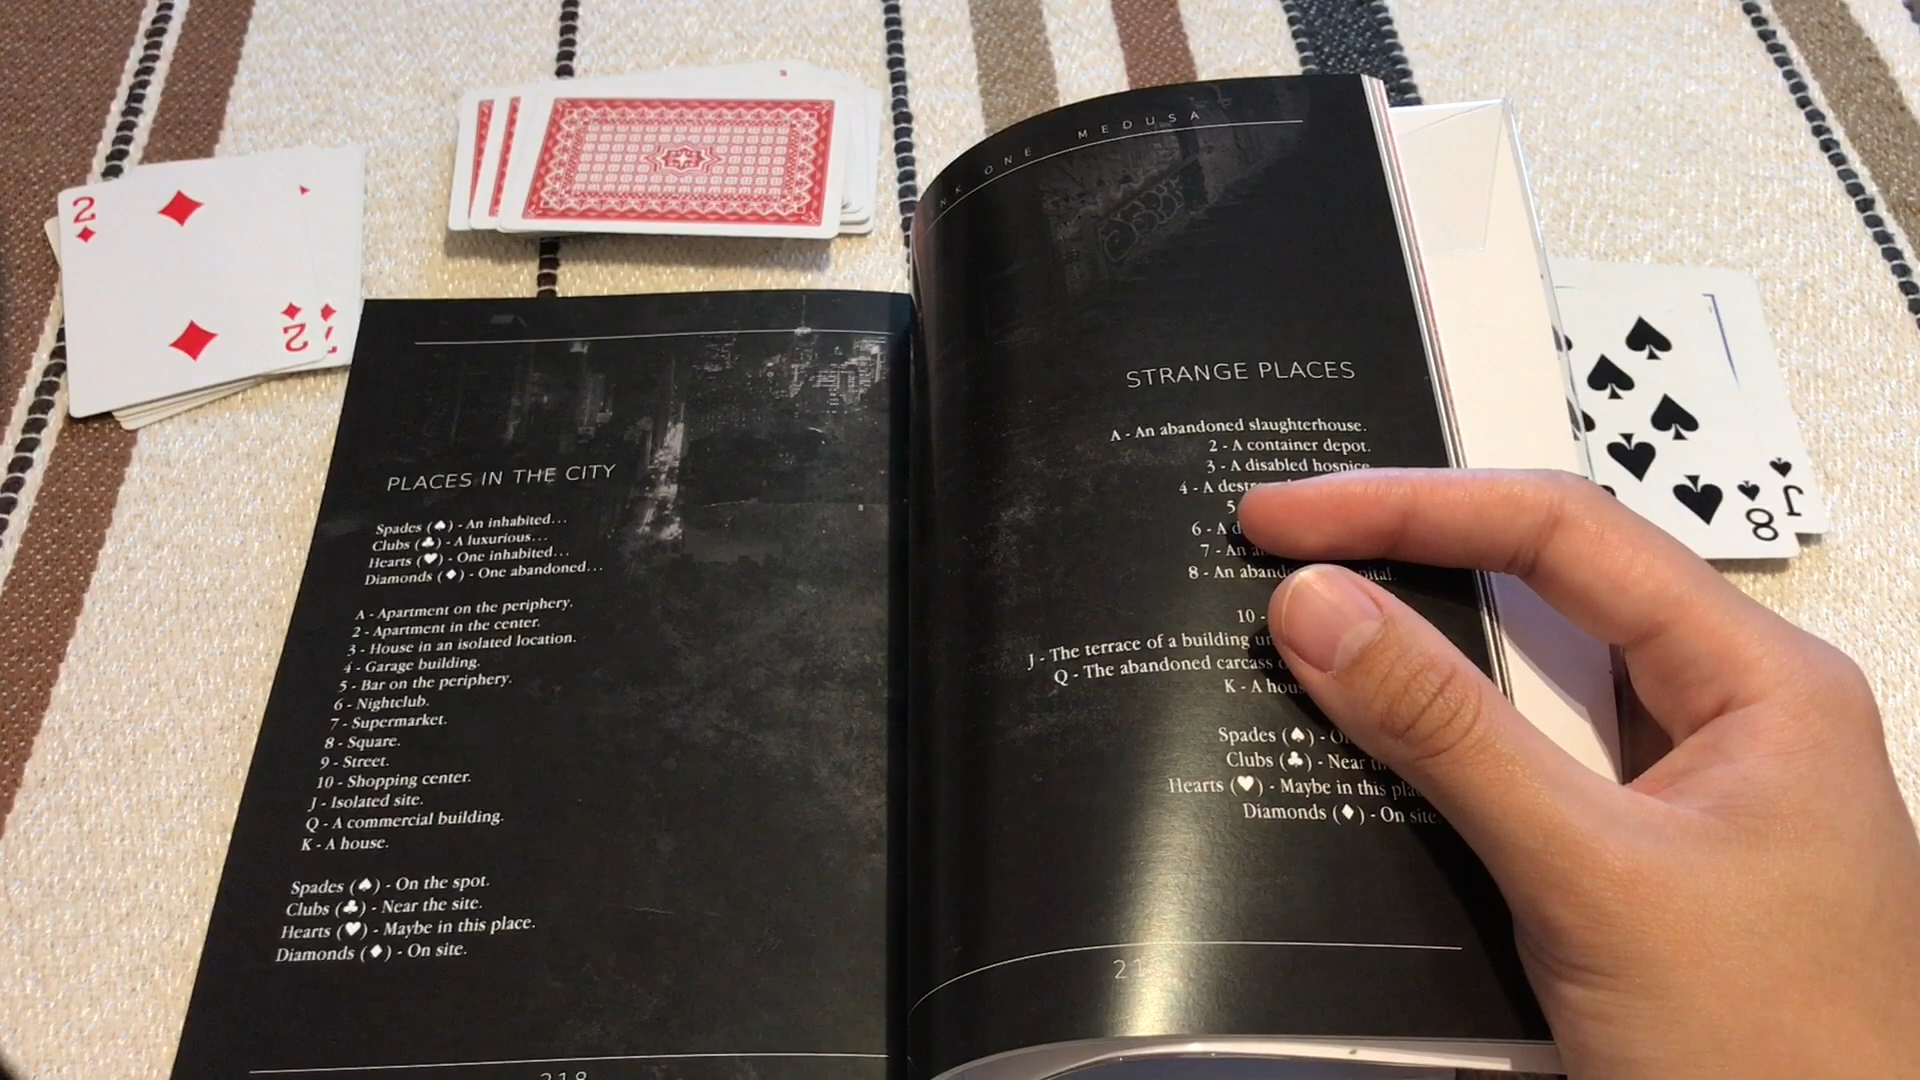 2
2
PLACES IN THE CITY
Spades (♠) - An inhabited...
Clubs (♣) - A luxurious...
Hearts (♥) - One inhabited...
Diamonds (♦) - One abandoned...
A - Apartment on the periphery.
2 - Apartment in the center.
3 - House in an isolated location.
4 - Garage building.
5 - Bar on the periphery.
6 - Nightclub.
7 - Supermarket.
8 - Square.
9 - Street.
10 - Shopping center.
J - Isolated site.
Q - A commercial building.
K - A house.
Spades (♠) - On the spot.
Clubs (♣) - Near the site.
Hearts (♥) - Maybe in this place.
Diamonds (♦) - On site.
218
ONE MEDUSA
STRANGE PLACES
A - An abandoned slaughterhouse.
2 - A container depot.
3 - A disabled hospice
4 - A
5
6 - A
7 - An
8 - An
10 -
J - The terrace of a building
Q - The abandoned carcass
K - A
Spades (♠) -
Clubs (♣) - Near
Hearts (♥) - Maybe in this
Diamonds (♦) - On site.
8
J